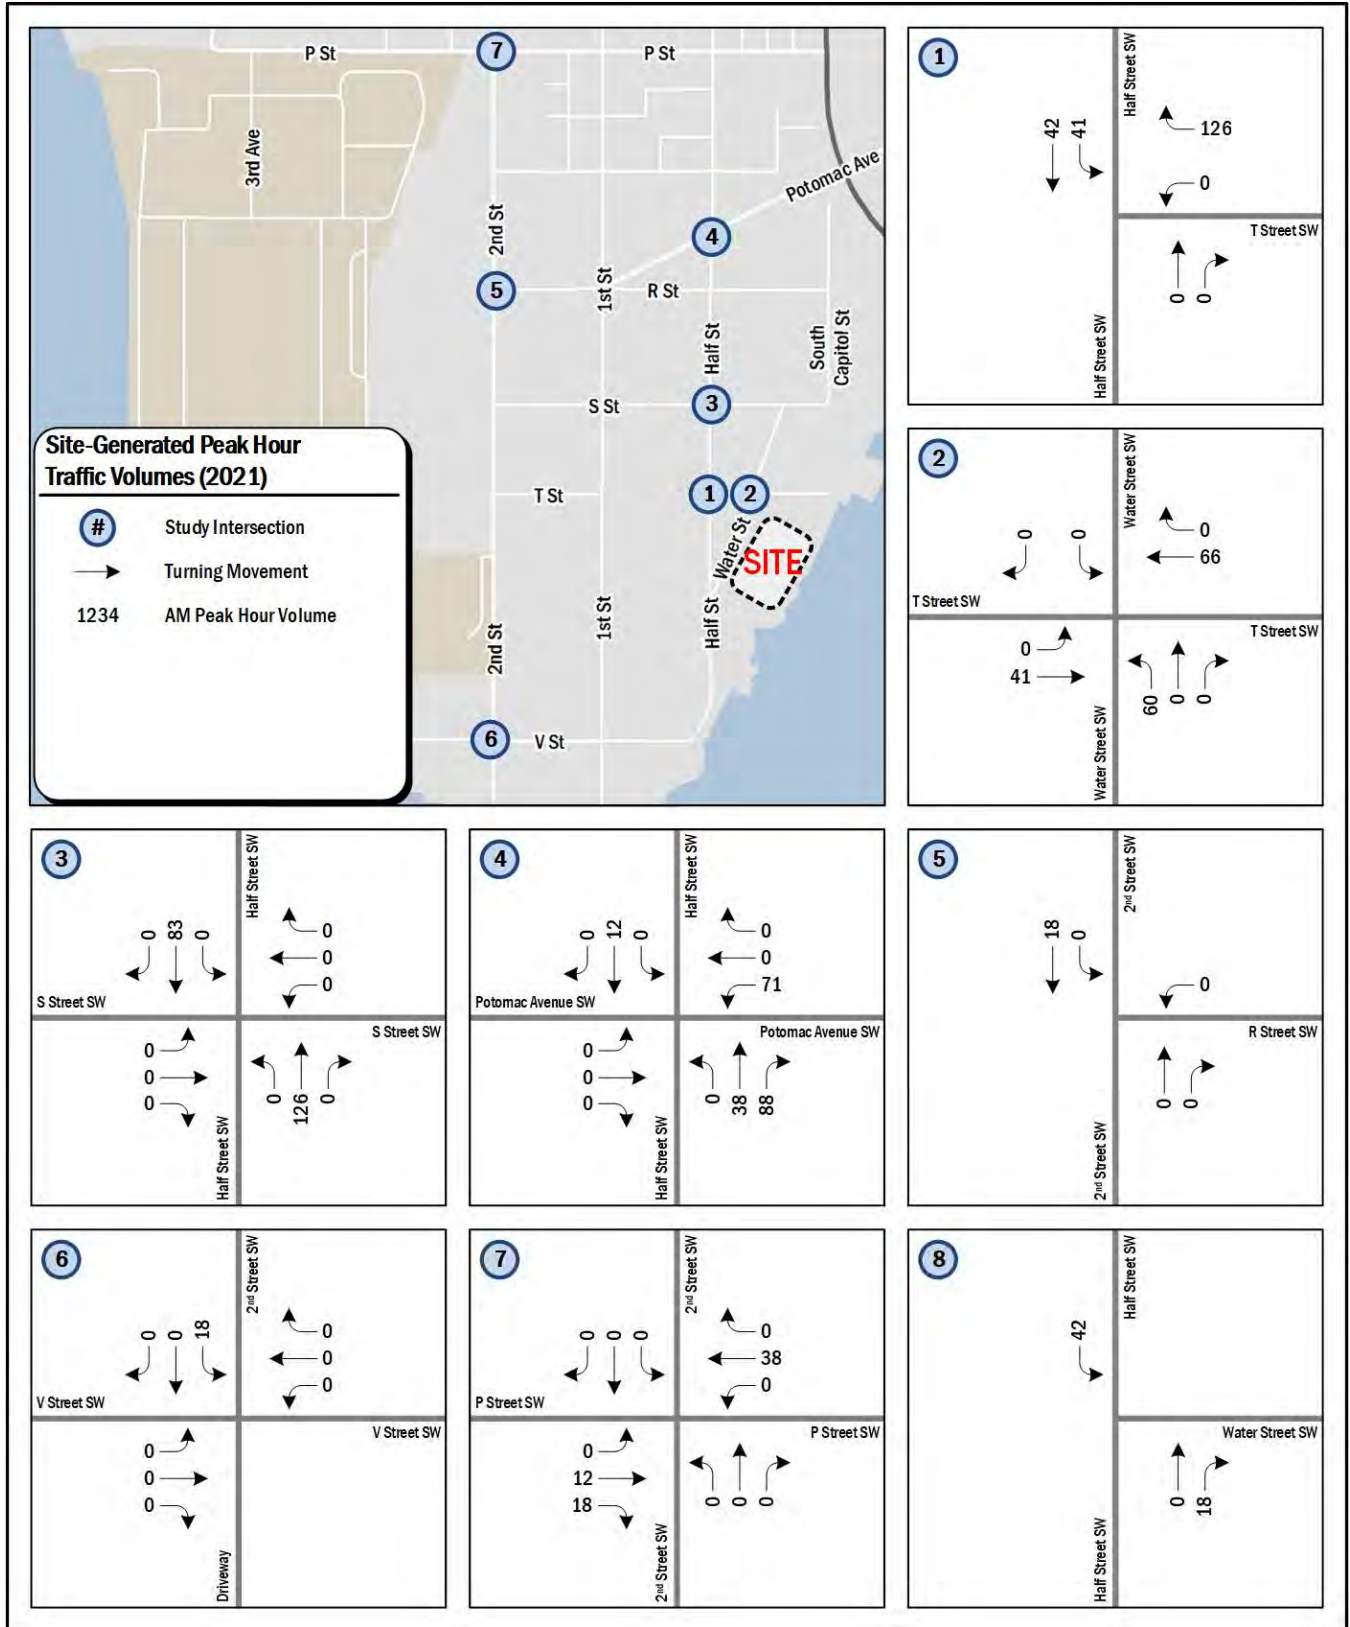 7
P St
P St
3rd Ave
Potomac Ave
2nd St
4
5
1st St
R St
Half St
South
Capitol St
S St
3
T St
1
2
Water St
SITE
1st St
Half St
2nd St
6
V St
Site-Generated Peak Hour
Traffic Volumes (2021)
#
Study Intersection
Turning Movement
1234
AM Peak Hour Volume
1
Half Street SW
42
41
126
0
T Street SW
0
0
Half Street SW
2
Water Street SW
0
0
0
66
T Street SW
T Street SW
0
41
60
0
0
Water Street SW
3
Half Street SW
0
83
0
0
0
0
S Street SW
S Street SW
0
0
0
0
126
0
Half Street SW
4
Half Street SW
0
12
0
0
0
71
Potomac Avenue SW
Potomac Avenue SW
0
0
0
0
38
88
Half Street SW
5
2nd Street SW
18
0
0
R Street SW
0
0
2nd Street SW
6
2nd Street SW
0
0
18
0
0
0
V Street SW
V Street SW
0
0
0
Driveway
7
2nd Street SW
0
0
0
0
38
0
P Street SW
P Street SW
0
12
18
0
0
0
2nd Street SW
8
Half Street SW
42
Water Street SW
0
18
Half Street SW